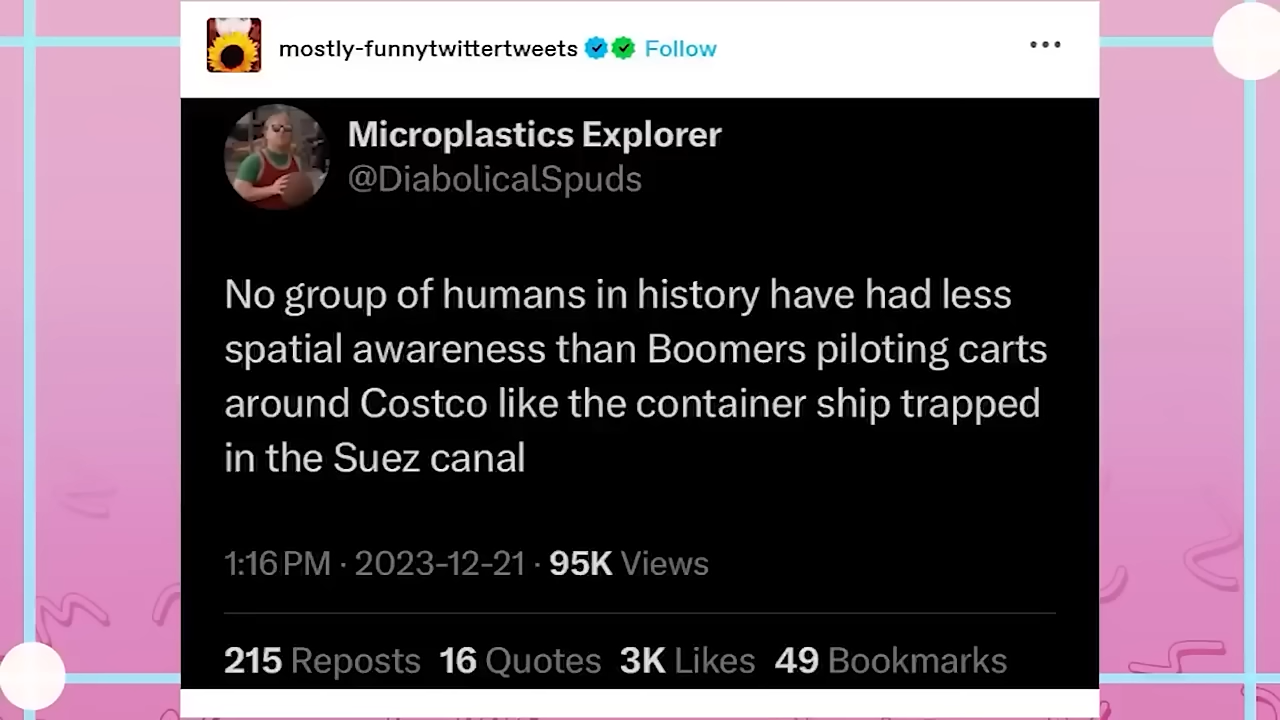 mostly-funnytwittertweets Follow
Microplastics Explorer
@DiabolicalSpuds
No group of humans in history have had less
spatial awareness than Boomers piloting carts
around Costco like the container ship trapped
in the Suez canal
1:16 PM · 2023-12-21 · 95K Views
215 Reposts 16 Quotes 3K Likes 49 Bookmarks